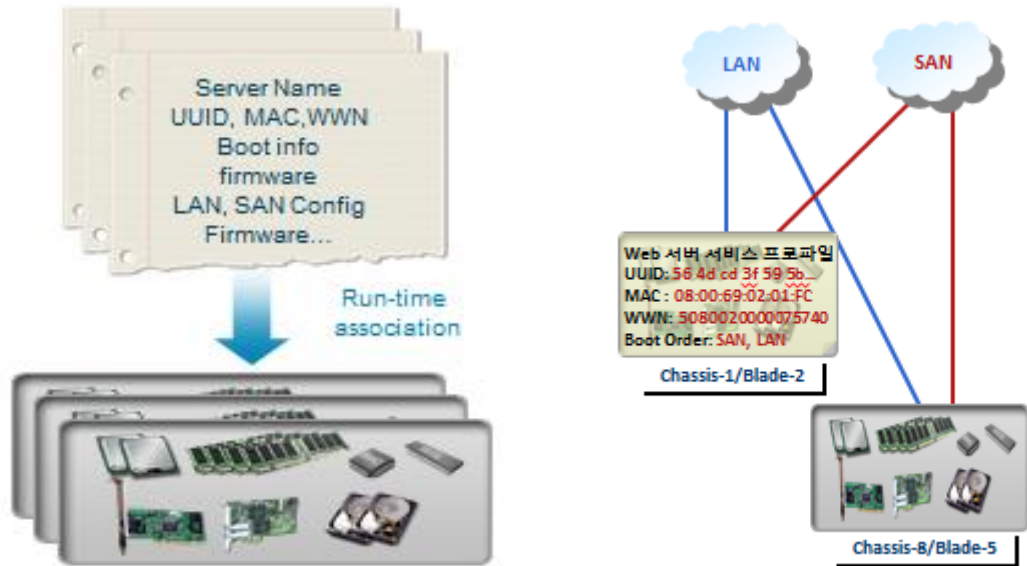 Server Name
UUID, MAC,WWN
Boot info
firmware
LAN, SAN Config
Firmware...
Run-time
association
LAN
SAN
Web 서버 서비스 프로파일
UUID: 56 4d cd 3f 59 5b...
MAC : 08:00:69:02:01:FC
WWN: 5080020000075740
Boot Order: SAN, LAN
Chassis-1/Blade-2
Chassis-8/Blade-5